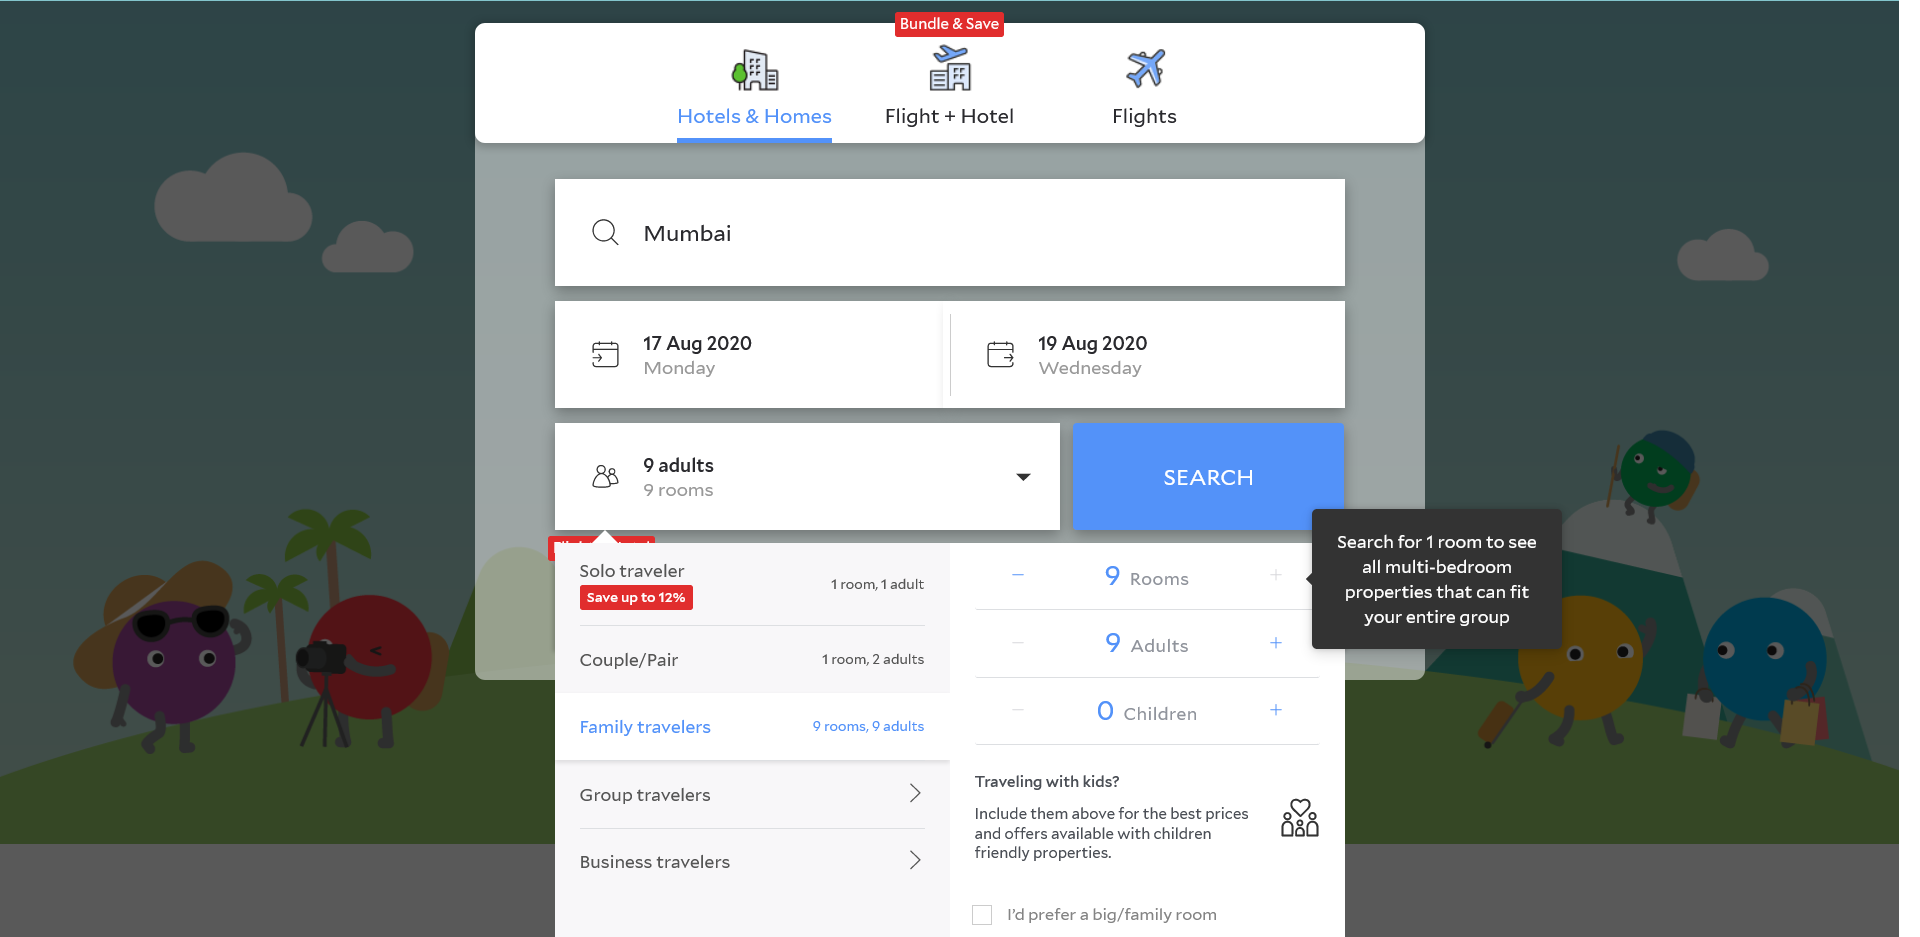 Bundle & Save
Hotels & Homes
Flight + Hotel
Flights
Mumbai
17 Aug 2020
Monday
19 Aug 2020
Wednesday
9 adults
9 rooms
SEARCH
Solo traveler
Save up to 12%
1 room, 1 adult
Couple/Pair
1 room, 2 adults
Family travelers
9 rooms, 9 adults
Group travelers
Business travelers
9 Rooms
9 Adults
0 Children
Search for 1 room to see
all multi-bedroom
properties that can fit
your entire group
Traveling with kids?
Include them above for the best prices
and offers available with children
friendly properties.
I'd prefer a big/family room